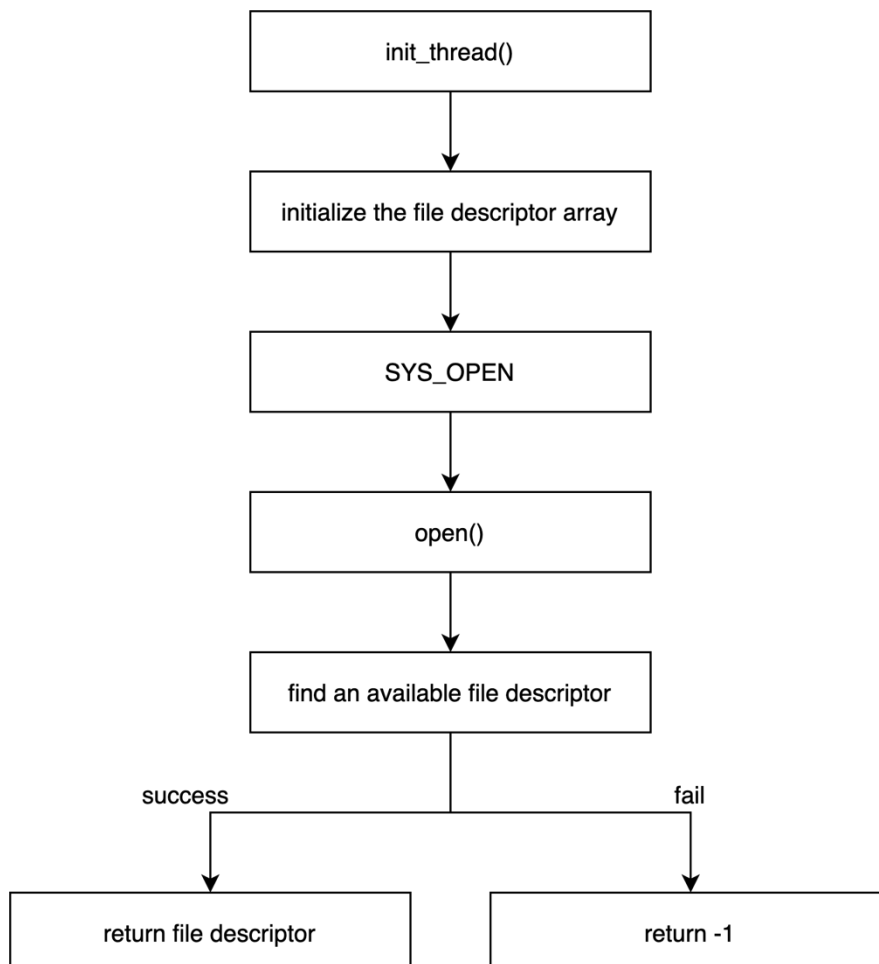 init_thread()
initialize the file descriptor array
SYS_OPEN
open()
find an available file descriptor
success
fail
return file descriptor
return -1